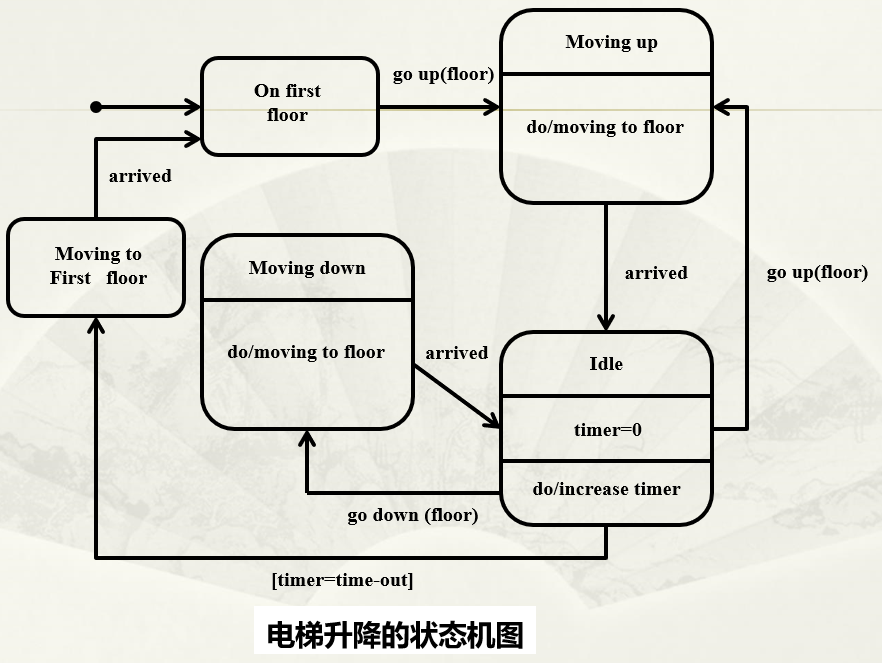 Moving up
go up(floor)
On first
floor
do/moving to floor
arrived
Moving to
First floor
Moving down
arrived
go up(floor)
do/moving to floor
arrived
Idle
timer=0
do/increase timer
go down (floor)
[timer=time-out]
电梯升降的状态机图